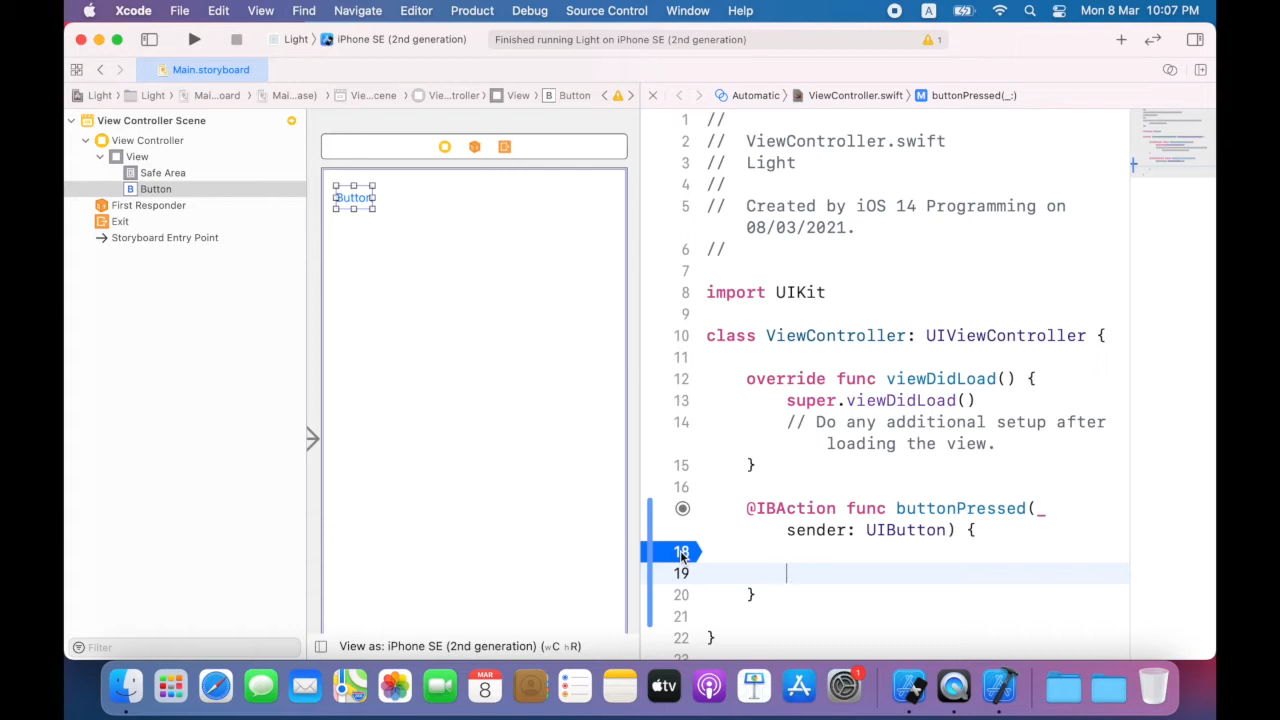 Xcode File Edit View Find Navigate Editor Product Debug Source Control Window Help A Mon 8 Mar 10:07 PM
Light iPhone SE (2nd generation) Finished running Light on iPhone SE (2nd generation) 1
Main.storyboard
Light Light Mai...oard Mai...ase) Vie...cene Vie...troller View B Button Automatic ViewController.swift M buttonPressed(_:)
View Controller Scene
View Controller
View
Safe Area
B Button
First Responder
Exit
Storyboard Entry Point
Filter
Button
View as: iPhone SE (2nd generation) (wC hR)
1 //
2 // ViewController.swift
3 // Light
4 //
5 // Created by iOS 14 Programming on
08/03/2021.
6 //
7
8 import UIKit
9
10 class ViewController: UIViewController {
11
12 override func viewDidLoad() {
13 super.viewDidLoad()
14 // Do any additional setup after
loading the view.
15 }
16
@IBAction func buttonPressed(_
sender: UIButton) {
18
19
20 }
21
22 }
MAR
8
tv
1